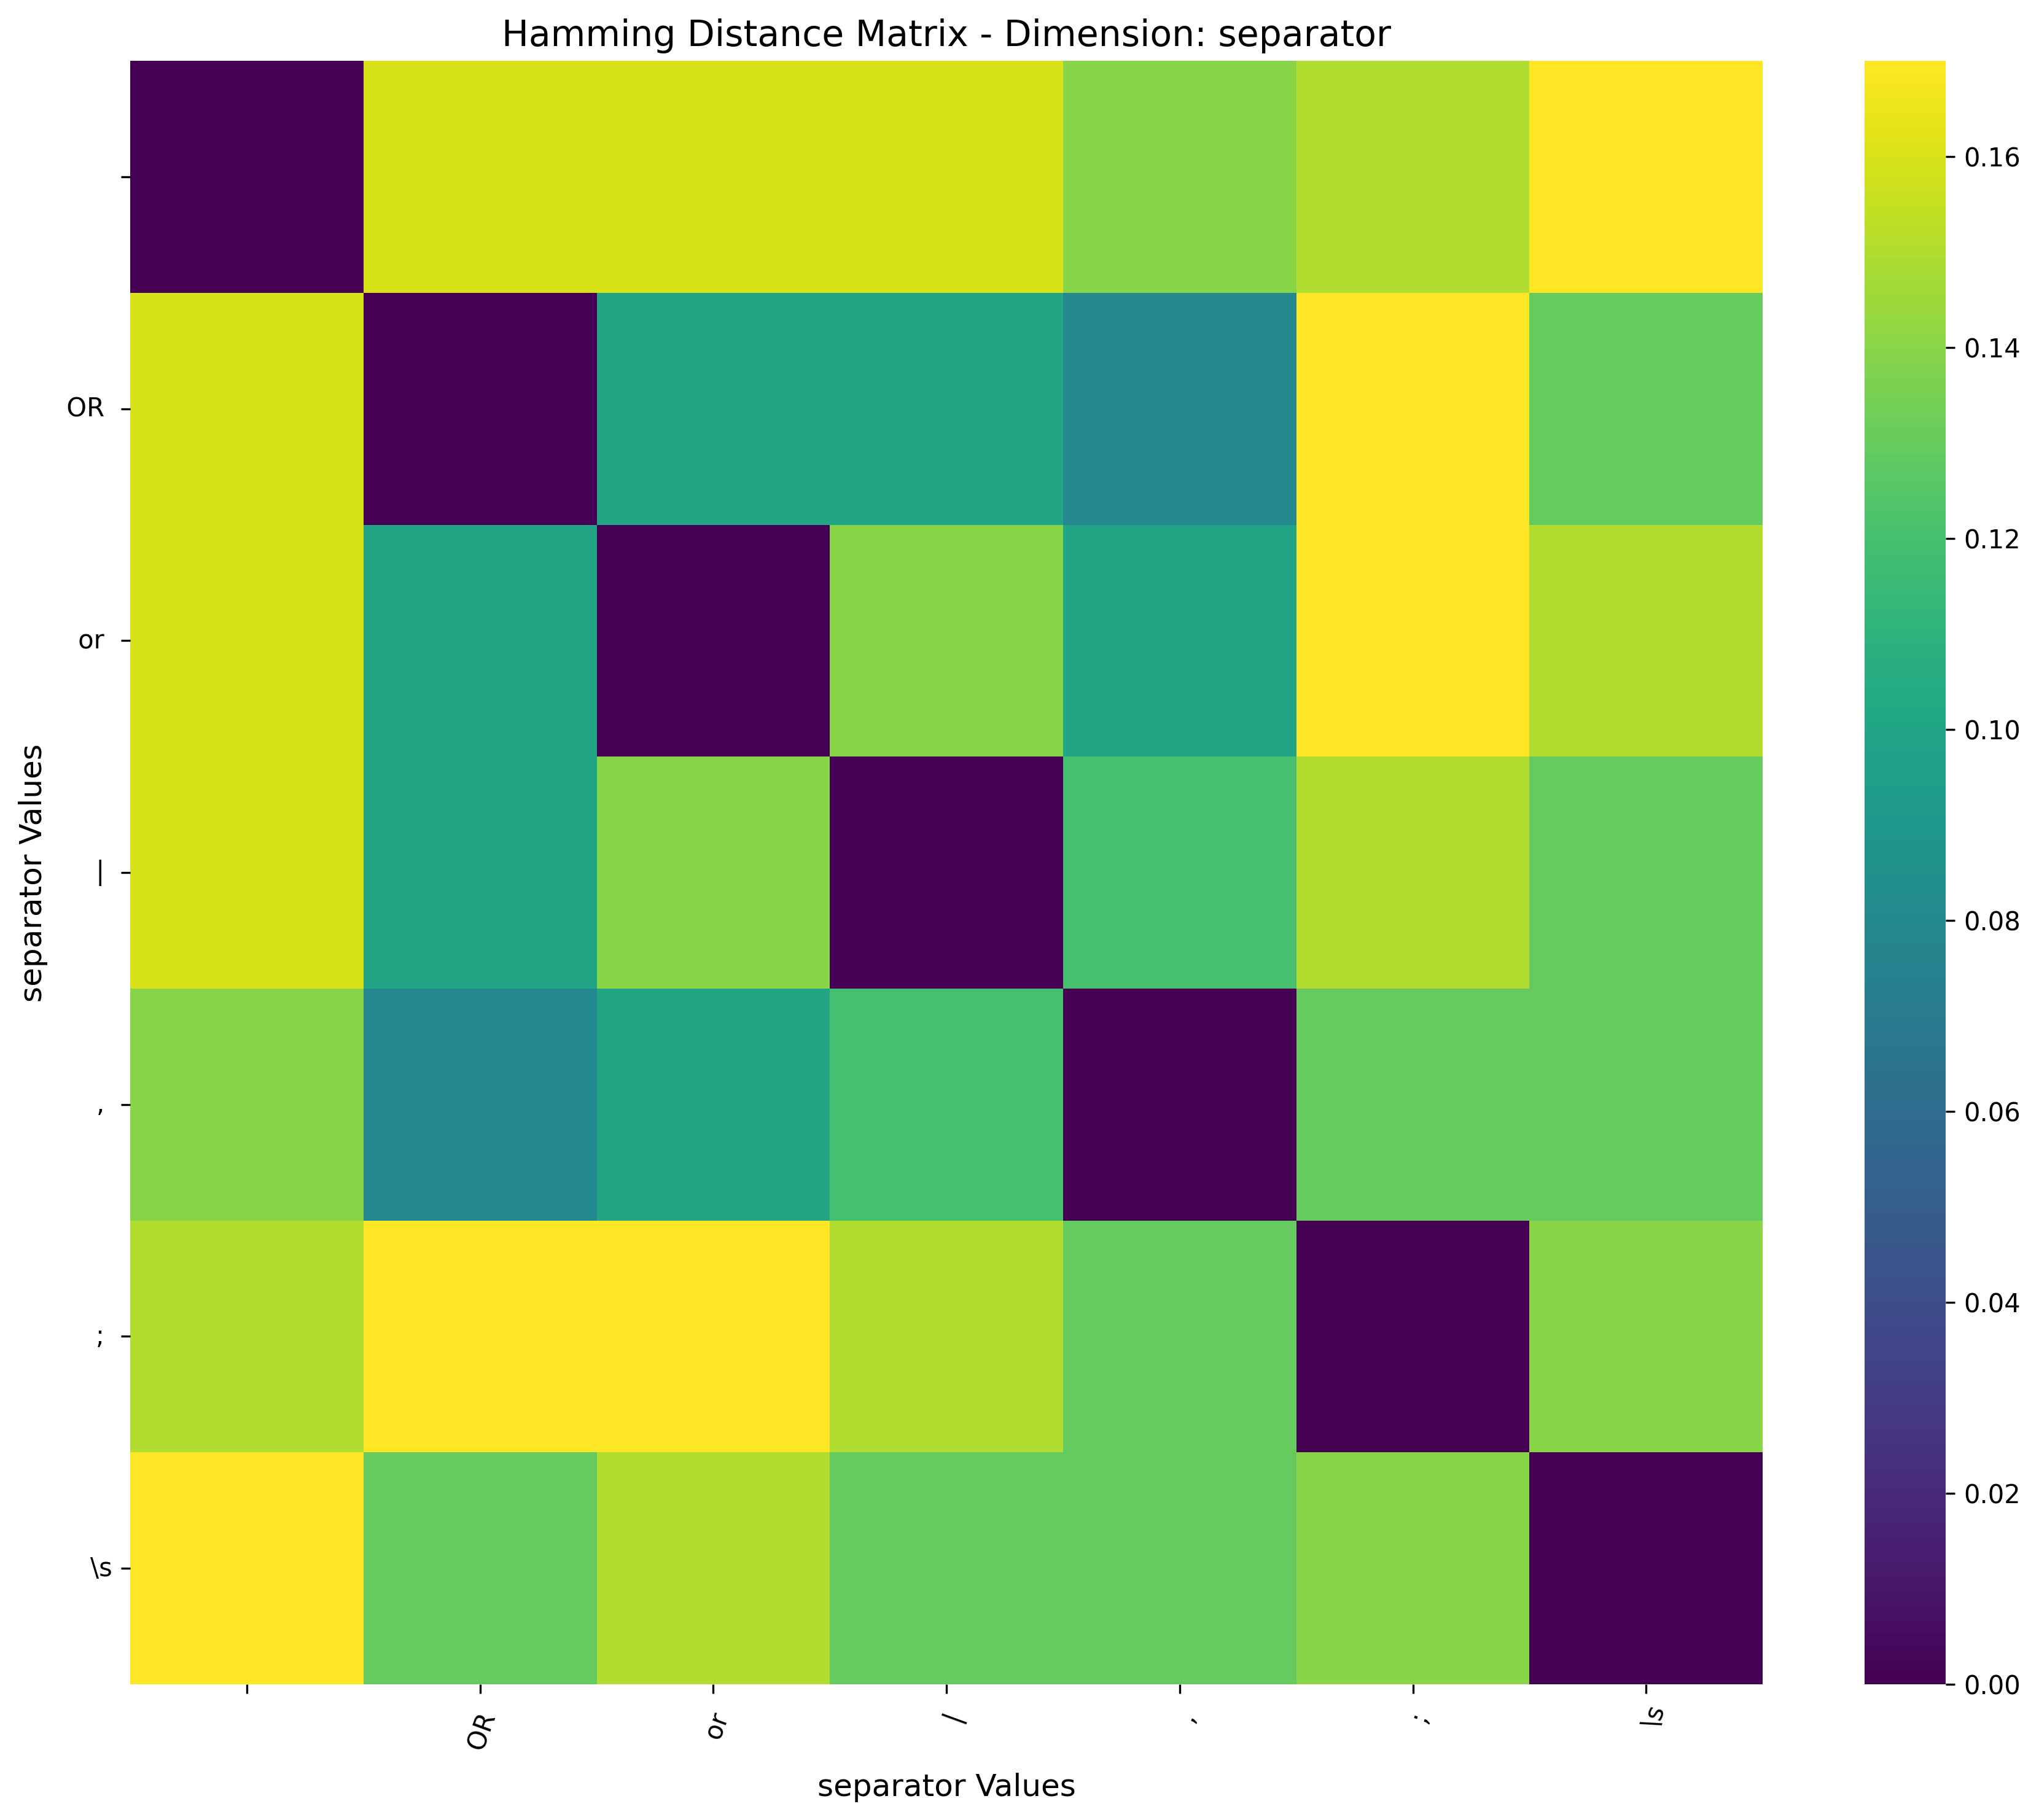 Hamming Distance Matrix - Dimension: separator
separator Values
OR
or
|
,
;
\s
OR
or
|
,
;
\s
separator Values
0.16
0.14
0.12
0.10
0.08
0.06
0.04
0.02
0.00